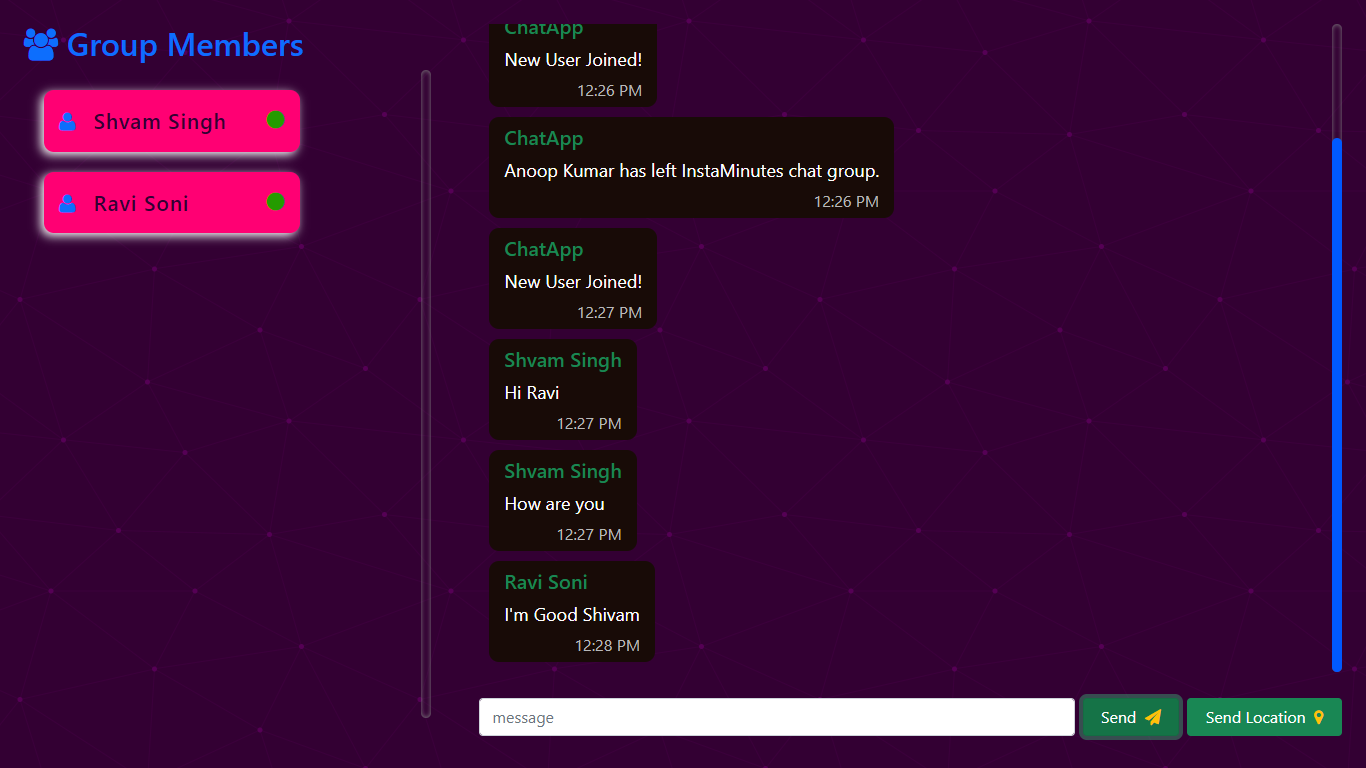 Group Members
Shvam Singh
Ravi Soni
ChatApp
New User Joined!
12:26 PM
ChatApp
Anoop Kumar has left InstaMinutes chat group.
12:26 PM
ChatApp
New User Joined!
12:27 PM
Shvam Singh
Hi Ravi
12:27 PM
Shvam Singh
How are you
12:27 PM
Ravi Soni
I'm Good Shivam
12:28 PM
message
Send
Send Location